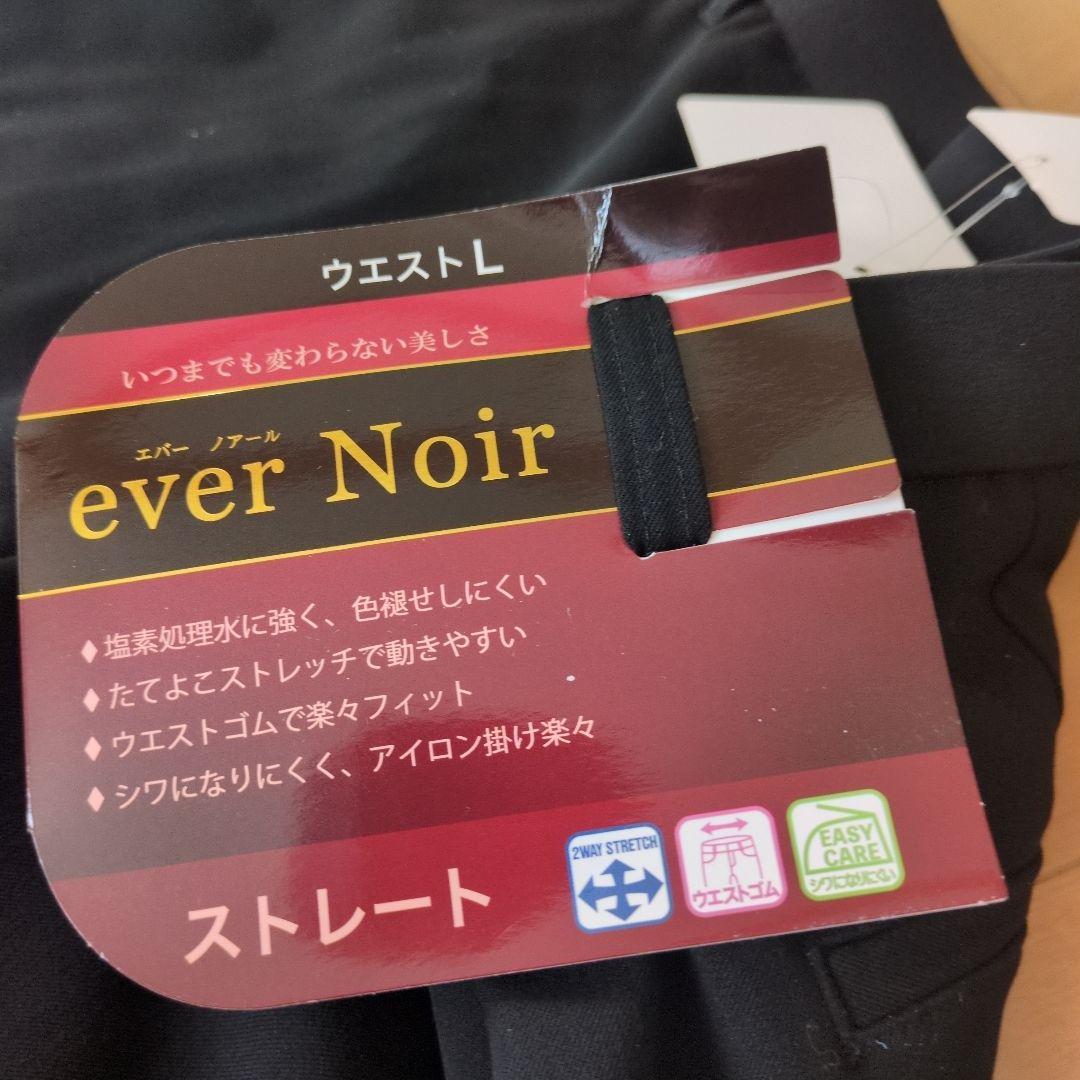 ウエストL
いつまでも変わらない美しさ
エバー ノアール
ever Noir
♦塩素処理水に強く、色褪せしにくい
♦たてよこストレッチで動きやすい
♦ウエストゴムで楽々フィット
♦シワになりにくく、アイロン掛け楽々
ストレート
2WAY STRETCH
ウエストゴム
EASY
CARE
シワになりにくい